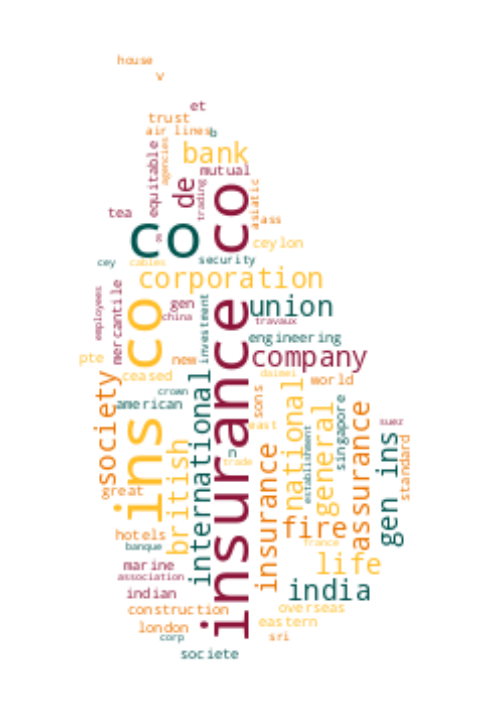 house
v
et
trust
air lines
b
equitable
agencies
bank
mutual
de
trading
co
asiatic
tea
ass
co
ceylon
cey
cables
security
corporation
employees
mercantile
gen
china
co
investment
insurance
union
travaux
engineering
pte
new
company
ceased
daimei
world
society
crown
american
international
sons
national
general
singapore
assurance
suez
ins
british
east
establishment
gen ins
standard
n
trade
insurance
great
fire
hotels
banque
france
marine
association
life
indian
india
construction
overseas
london
eastern
corp
sri
societe